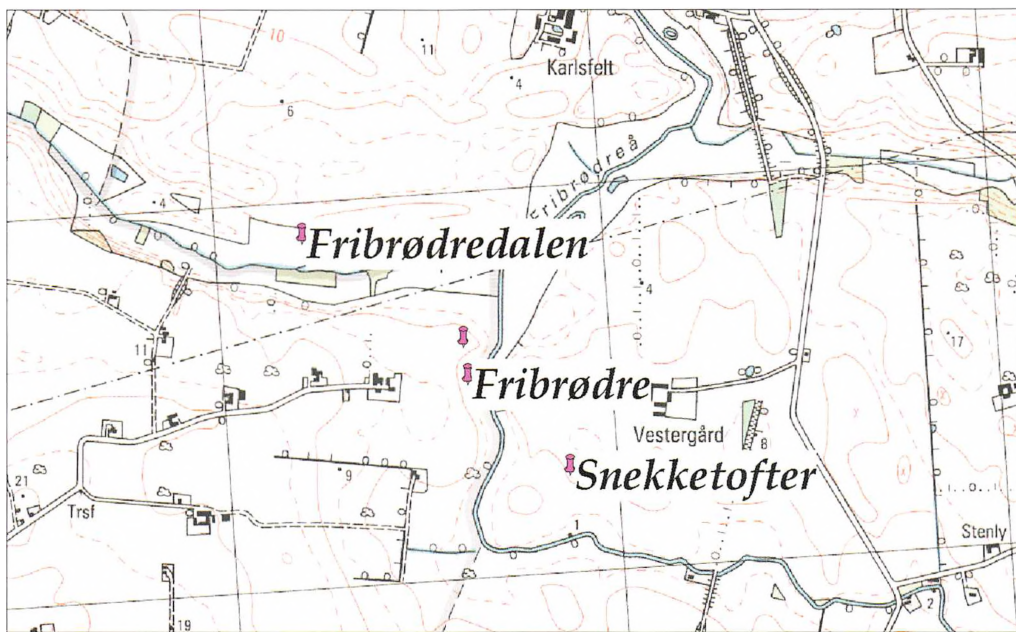 10
11
Karlsfelt
4
6
Fribrødreå
4
Fribrødredalen
4
17
11
Fribrødre
Vestergård
8
Snekketofter
9
21
Trsf
1
Stenly
2
19